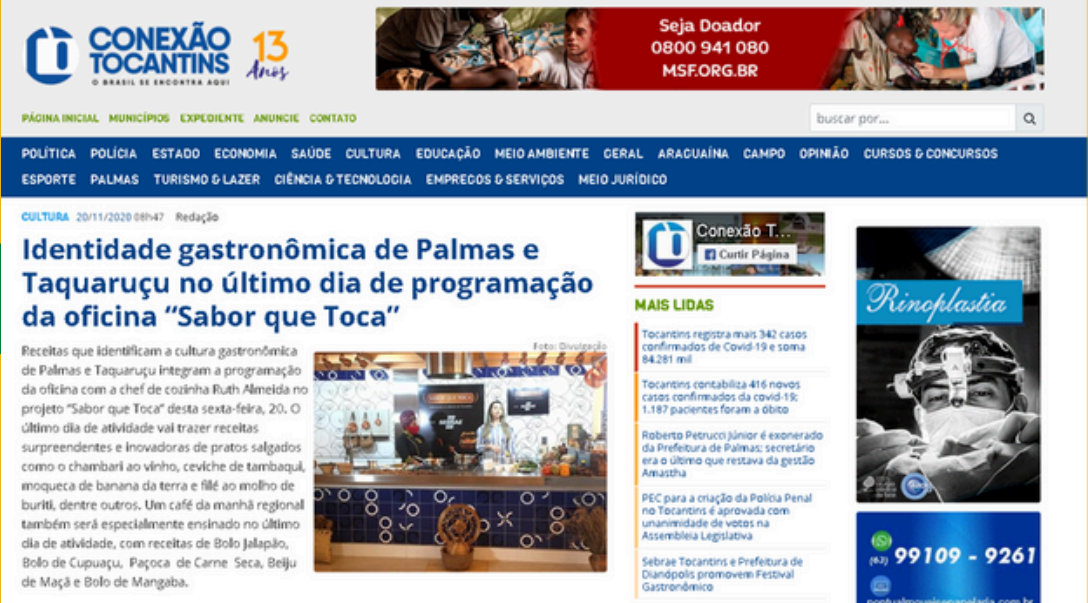 CONEXÃO
TOCANTINS
O BRASIL SE ENCONTRA AQUI
13
Anos
Seja Doador
0800 941 080
MSF.ORG.BR
PÁGINA INICIAL MUNICÍPIOS EXPEDIENTE ANUNCIE CONTATO
buscar por...
POLÍTICA POLÍCIA ESTADO ECONOMIA SAÚDE CULTURA EDUCAÇÃO MEIO AMBIENTE GERAL ARAGUAÍNA CAMPO OPINIÃO CURSOS & CONCURSOS
ESPORTE PALMAS TURISMO & LAZER CIÊNCIA & TECNOLOGIA EMPREGOS & SERVIÇOS MEIO JURÍDICO
CULTURA 20/11/2020 08h47 Redação
Identidade gastronômica de Palmas e
Taquaruçu no último dia de programação
da oficina “Sabor que Toca”
Foto: Divulgação
Receitas que identificam a cultura gastronômica
de Palmas e Taquaruçu integram a programação
da oficina com a chef de cozinha Ruth Almeida no
projeto “Sabor que Toca” desta sexta-feira, 20. O
último dia de atividade vai trazer receitas
surpreendentes e inovadoras de pratos salgados
como o chambari ao vinho, ceviche de tambaqui,
moqueca de banana da terra e filé ao molho de
buriti, dentre outros. Um café da manhã regional
também será especialmente ensinado no último
dia de atividade, com receitas de Bolo Jalapão,
Bolo de Cupuaçu, Paçoca de Carne Seca, Beiju
de Maçã e Bolo de Mangaba.
Conexão T...
Curtir Página
MAIS LIDAS
Tocantins registra mais 342 casos
confirmados de Covid-19 e soma
84.281 mil
Tocantins contabiliza 416 novos
casos confirmados da covid-19;
1.187 pacientes foram a óbito
Roberto Petrucci Júnior é exonerado
da Prefeitura de Palmas; secretário
era o último que restava da gestão
Amastha
PEC para a criação da Polícia Penal
no Tocantins é aprovada com
unanimidade de votos na
Assembleia Legislativa
Sebrae Tocantins e Prefeitura de
Dianópolis promovem Festival
Gastronômico
Rinoplastia
(63) 99109 - 9261